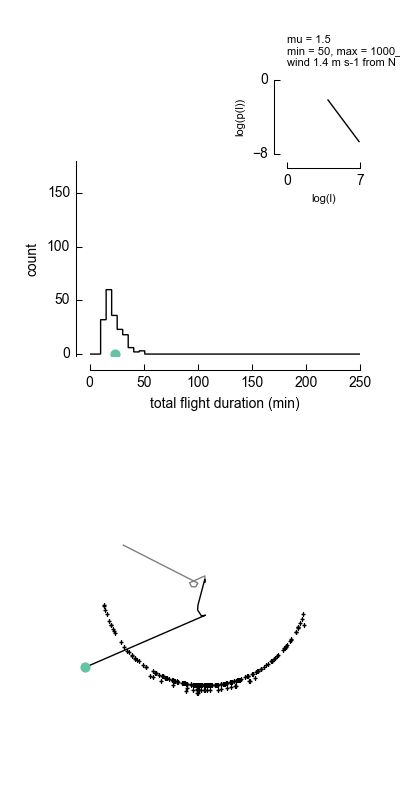 mu = 1.5
min = 50, max = 1000_
wind 1.4 m s-1 from N
0
log(p(l))
−8
0
7
log(l)
150
count
100
50
0
0
50
100
150
200
250
total flight duration (min)